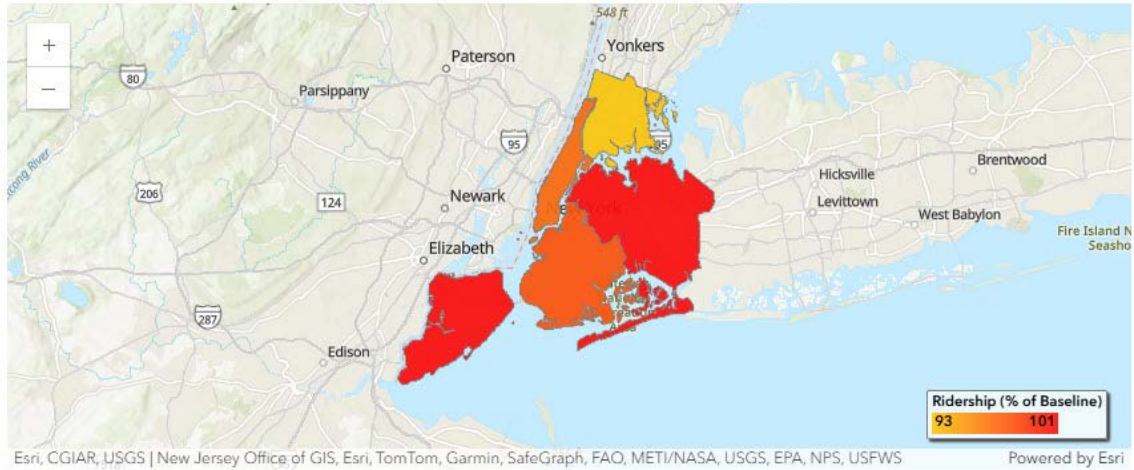 548 ft
Yonkers
Paterson
80
Parsippany
95
95
Brentwood
Hicksville
206
Newark
124
New York
Levittown
West Babylon
Elizabeth
Fire Island N
Seasho
287
Edison
Area
Ridership (% of Baseline)
93
101
Esri, CGIAR, USGS | New Jersey Office of GIS, Esri, TomTom, Garmin, SafeGraph, FAO, METI/NASA, USGS, EPA, NPS, USFWS
Powered by Esri